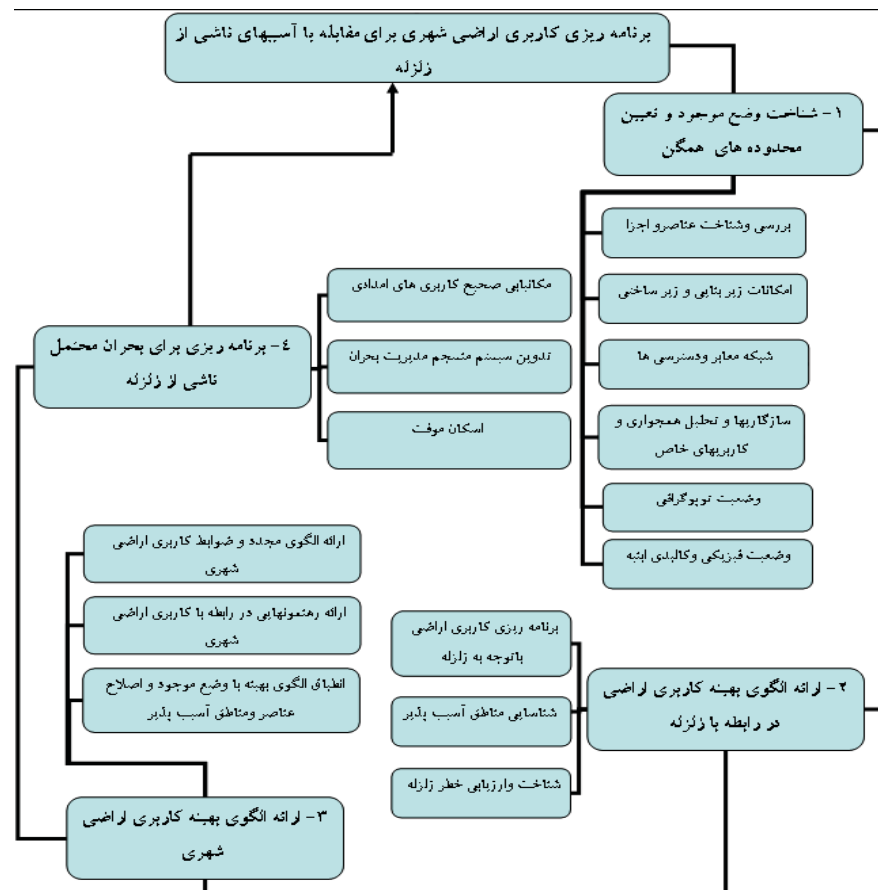 برنامه ریزی کاربری اراضی شهری برای مقابله با آسیبهای ناشی از
زلزله
۱- شناخت وضع موجود و تعیین
محدوده های همگن
بررسی وشناخت عناصرو اجزا
امکانات زیر بنایی و زیر ساختی
شبکه معابر ودسترسی ها
سازگاریها و تحلیل همجواری و
کاربریهای خاص
وضعیت توپوگرافی
وضعیت فیزیکی وکالبدی ابنیه
۲- ارائه الگوی بهینه کاربری اراضی
در رابطه با زلزله
برنامه ریزی کاربری اراضی
باتوجه به زلزله
شناسایی مناطق آسیب پذیر
شناخت وارزیابی خطر زلزله
۳- ارائه الگوی بهینه کاربری اراضی
شهری
ارائه الگوی مجدد و ضوابط کاربری اراضی
شهری
ارائه رهنمونهایی در رابطه با کاربری اراضی
شهری
انطباق الگوی بهینه با وضع موجود و اصلاح
عناصر ومناطق آسیب پذیر
٤- برنامه ریزی برای بحران محتمل
ناشی از زلزله
مکانیابی صحیح کاربری های امدادی
تدوین سیستم منسجم مدیریت بحران
اسکان موقت